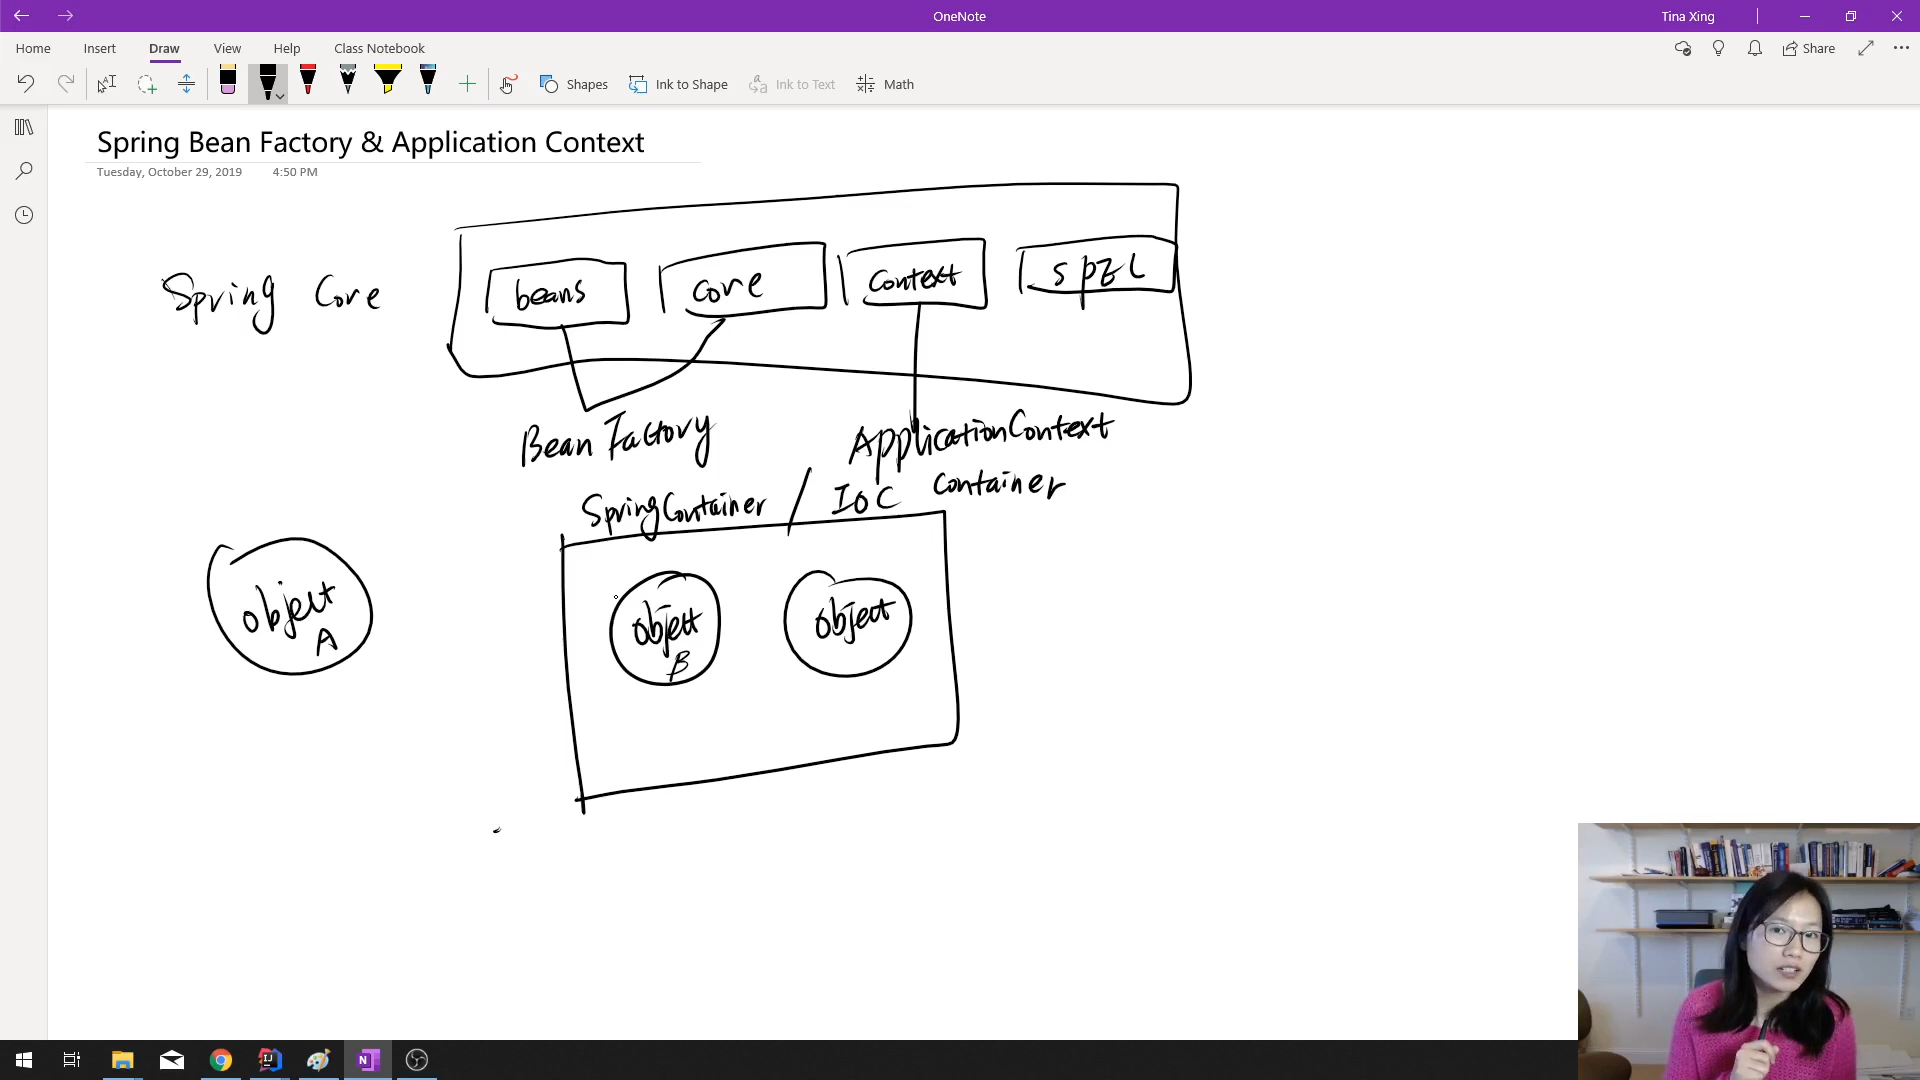 OneNote
Tina Xing
Home Insert Draw View Help Class Notebook
Share
Shapes Ink to Shape Ink to Text Math
Spring Bean Factory & Application Context
Tuesday, October 29, 2019 4:50 PM
Spring Core
beans core Context SpEL
Bean Factory ApplicationContext
SpringContainer / IOC Container
object A
object B
object